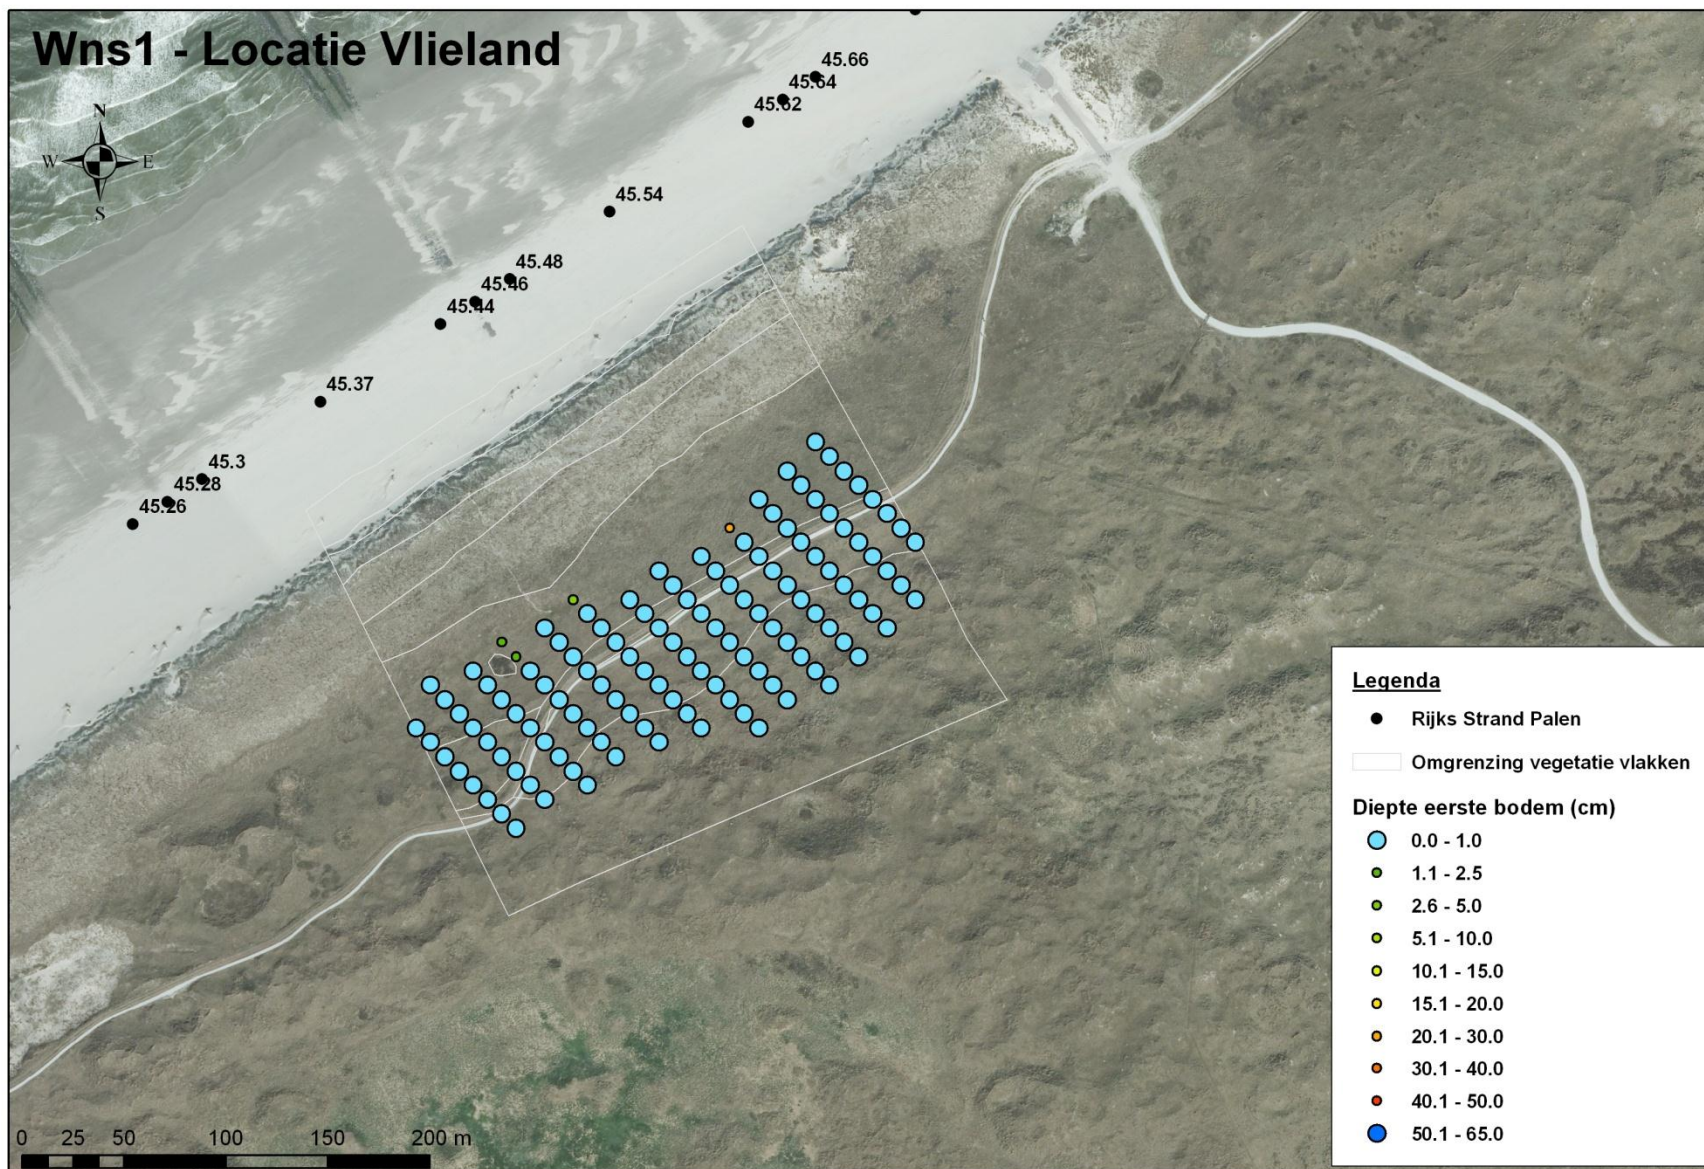 Wns1 - Locatie Vlieland
N
W E
S
45.66
45.64
45.62
45.54
45.48
45.46
45.44
45.37
45.3
45.28
45.26
Legenda
Rijks Strand Palen
Omgrenzing vegetatie vlakken
Diepte eerste bodem (cm)
0.0 - 1.0
1.1 - 2.5
2.6 - 5.0
5.1 - 10.0
10.1 - 15.0
15.1 - 20.0
20.1 - 30.0
30.1 - 40.0
40.1 - 50.0
50.1 - 65.0
0 25 50 100 150 200 m